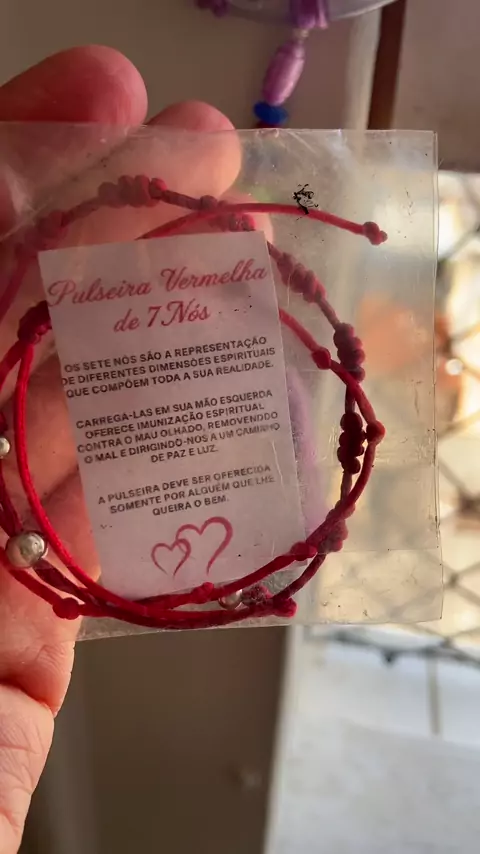 Pulseira Vermelha
de 7 Nós
OS SETE NÓS SÃO A REPRESENTAÇÃO
DE DIFERENTES DIMENSÕES ESPIRITUAIS
QUE COMPÕEM TODA A SUA REALIDADE.
CARREGA-LAS EM SUA MÃO ESQUERDA
OFERECE IMUNIZAÇÃO ESPIRITUAL
CONTRA O MAU OLHADO, REMOVENDO
O MAL E DIRIGINDO-NOS A UM CAMINHO
DE PAZ E LUZ.
A PULSEIRA DEVE SER OFERECIDA
SOMENTE POR ALGUÉM QUE LHE
QUEIRA O BEM.